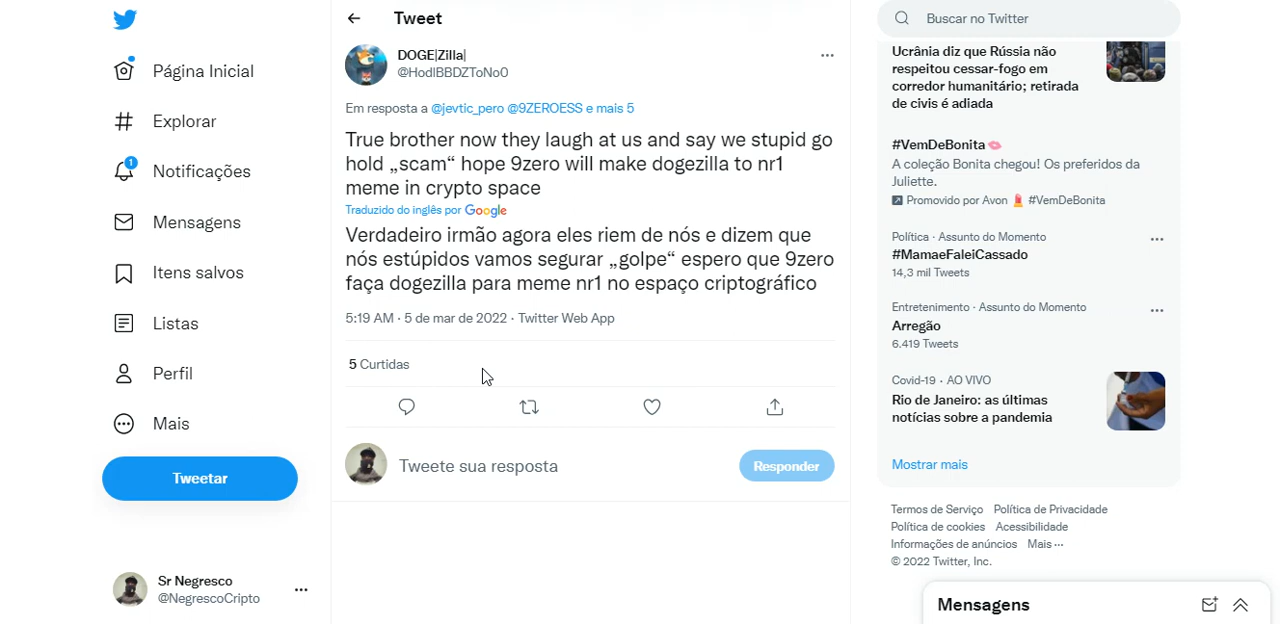 Página Inicial
Explorar
1
Notificações
Mensagens
Itens salvos
Listas
Perfil
Mais
Tweetar
Sr Negresco
@NegrescoCripto
Tweet
DOGE|Zilla|
@HodlBBDZToNo0
Em resposta a @jevtic_pero @9ZEROESS e mais 5
True brother now they laugh at us and say we stupid go
hold „scam“ hope 9zero will make dogezilla to nr1
meme in crypto space
Traduzido do inglês por Google
Verdadeiro irmão agora eles riem de nós e dizem que
nós estúpidos vamos segurar „golpe“ espero que 9zero
faça dogezilla para meme nr1 no espaço criptográfico
5:19 AM · 5 de mar de 2022 · Twitter Web App
5 Curtidas
Tweete sua resposta
Responder
Buscar no Twitter
Ucrânia diz que Rússia não
respeitou cessar-fogo em
corredor humanitário; retirada
de civis é adiada
#VemDeBonita
A coleção Bonita chegou! Os preferidos da
Juliette.
Promovido por Avon #VemDeBonita
Política · Assunto do Momento
#MamaeFaleiCassado
14,3 mil Tweets
Entretenimento · Assunto do Momento
Arregão
6.419 Tweets
Covid-19 · AO VIVO
Rio de Janeiro: as últimas
notícias sobre a pandemia
Mostrar mais
Termos de Serviço Política de Privacidade
Política de cookies Acessibilidade
Informações de anúncios Mais ···
© 2022 Twitter, Inc.
Mensagens